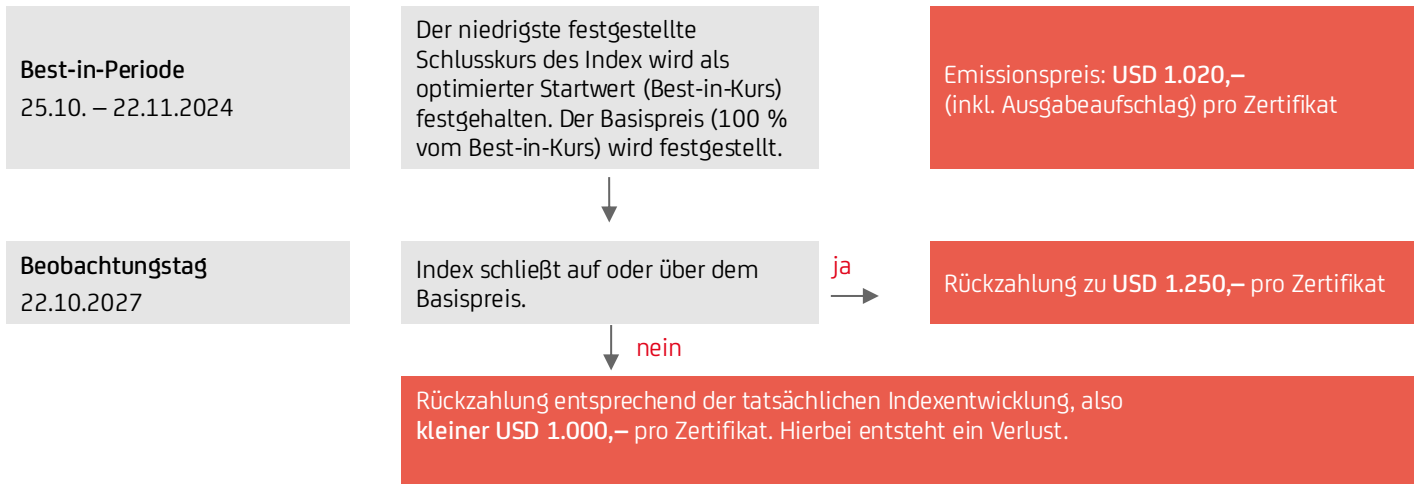 Best-in-Periode
25.10. – 22.11.2024
Der niedrigste festgestellte
Schlusskurs des Index wird als
optimierter Startwert (Best-in-Kurs)
festgehalten. Der Basispreis (100 %
vom Best-in-Kurs) wird festgestellt.
Emissionspreis: USD 1.020,–
(inkl. Ausgabeaufschlag) pro Zertifikat
Beobachtungstag
22.10.2027
Index schließt auf oder über dem
Basispreis.
ja
Rückzahlung zu USD 1.250,– pro Zertifikat
nein
Rückzahlung entsprechend der tatsächlichen Indexentwicklung, also
kleiner USD 1.000,– pro Zertifikat. Hierbei entsteht ein Verlust.